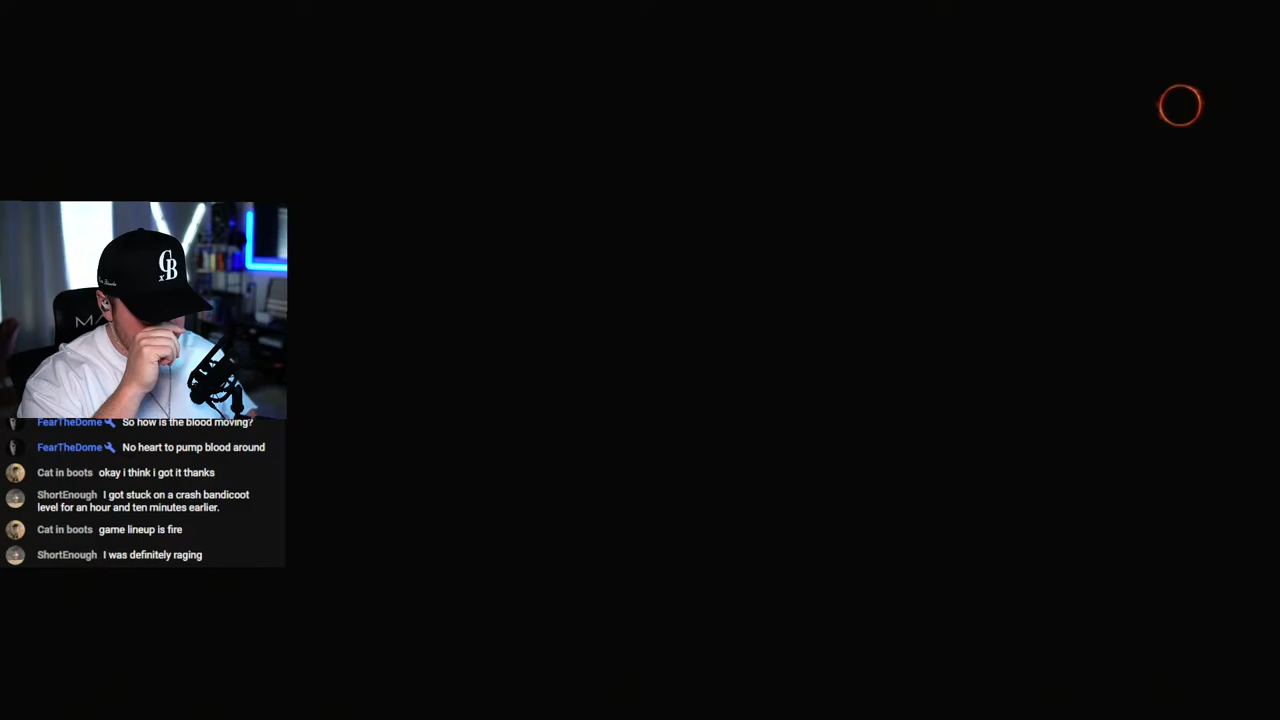 GB
x
MA
FearTheDome So how is the blood moving?
FearTheDome No heart to pump blood around
Cat in boots okay i think i got it thanks
ShortEnough I got stuck on a crash bandicoot
level for an hour and ten minutes earlier.
Cat in boots game lineup is fire
ShortEnough I was definitely raging